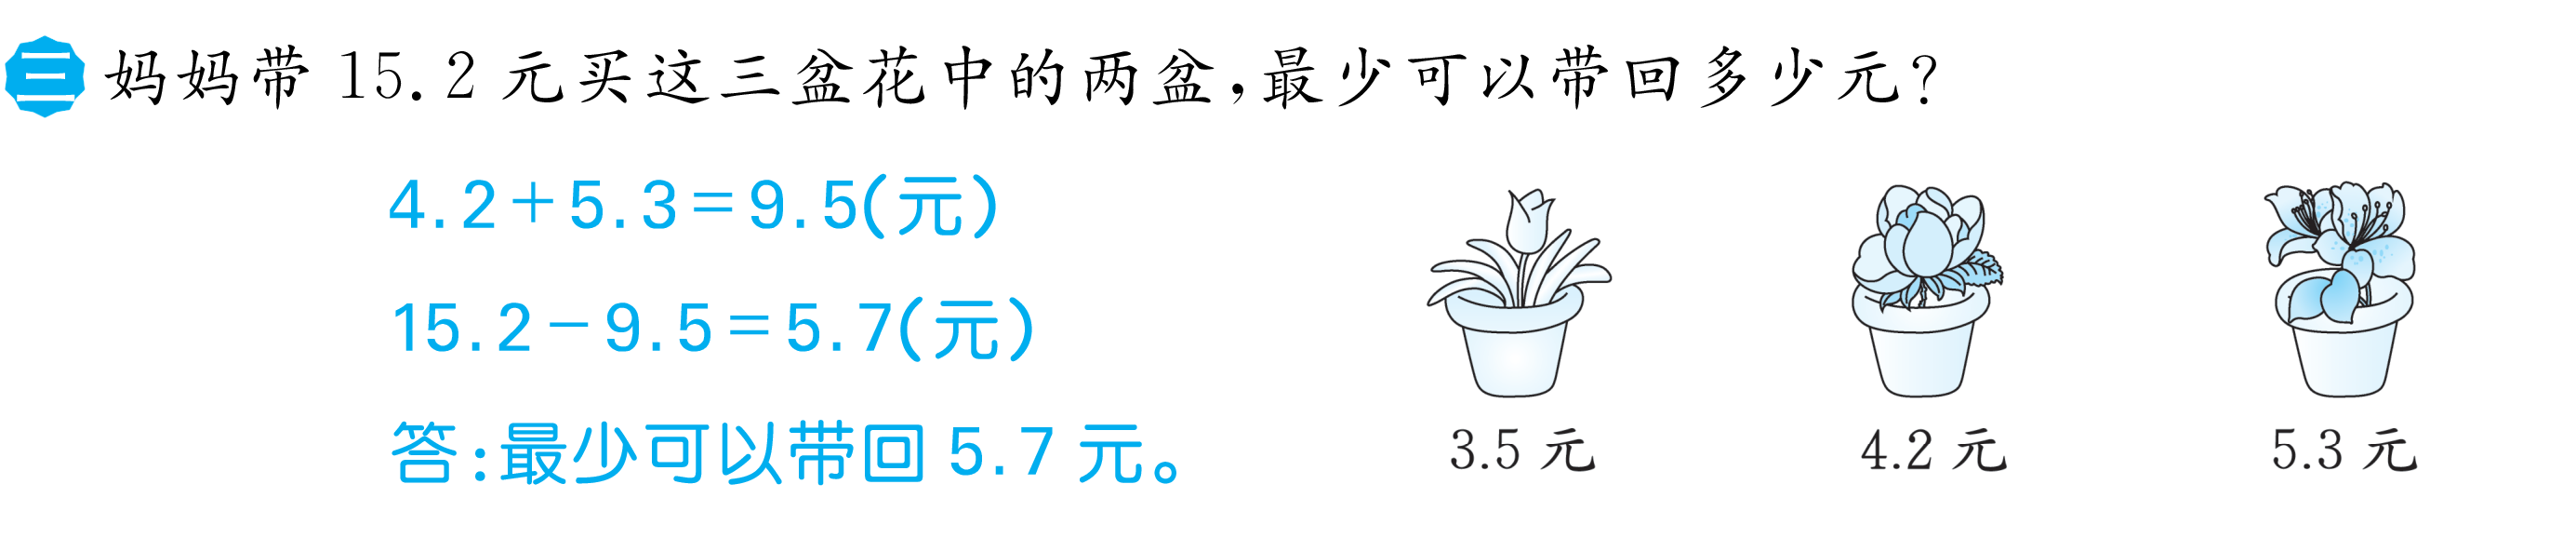 三 妈妈带 15.2 元买这三盆花中的两盆,最少可以带回多少元?
4.2+5.3=9.5(元)
15.2-9.5=5.7(元)
答:最少可以带回 5.7 元。
3.5 元 4.2 元 5.3 元